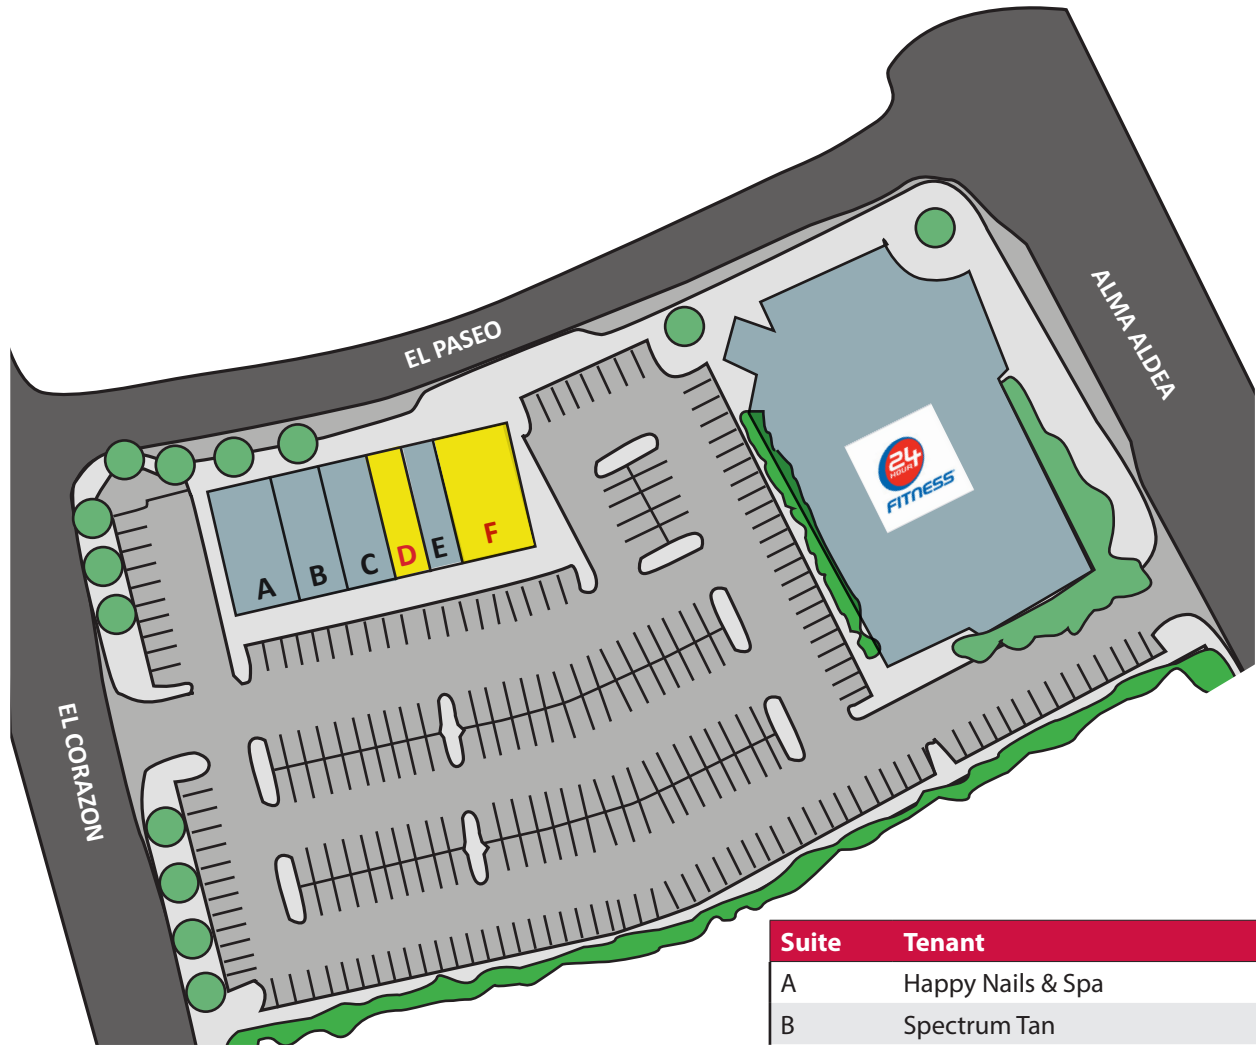 EL PASEO
ALMA ALDEA
24
HOUR
FITNESS
A
B
C
D
E
F
EL CORAZON
Suite Tenant
A Happy Nails & Spa
B Spectrum Tan